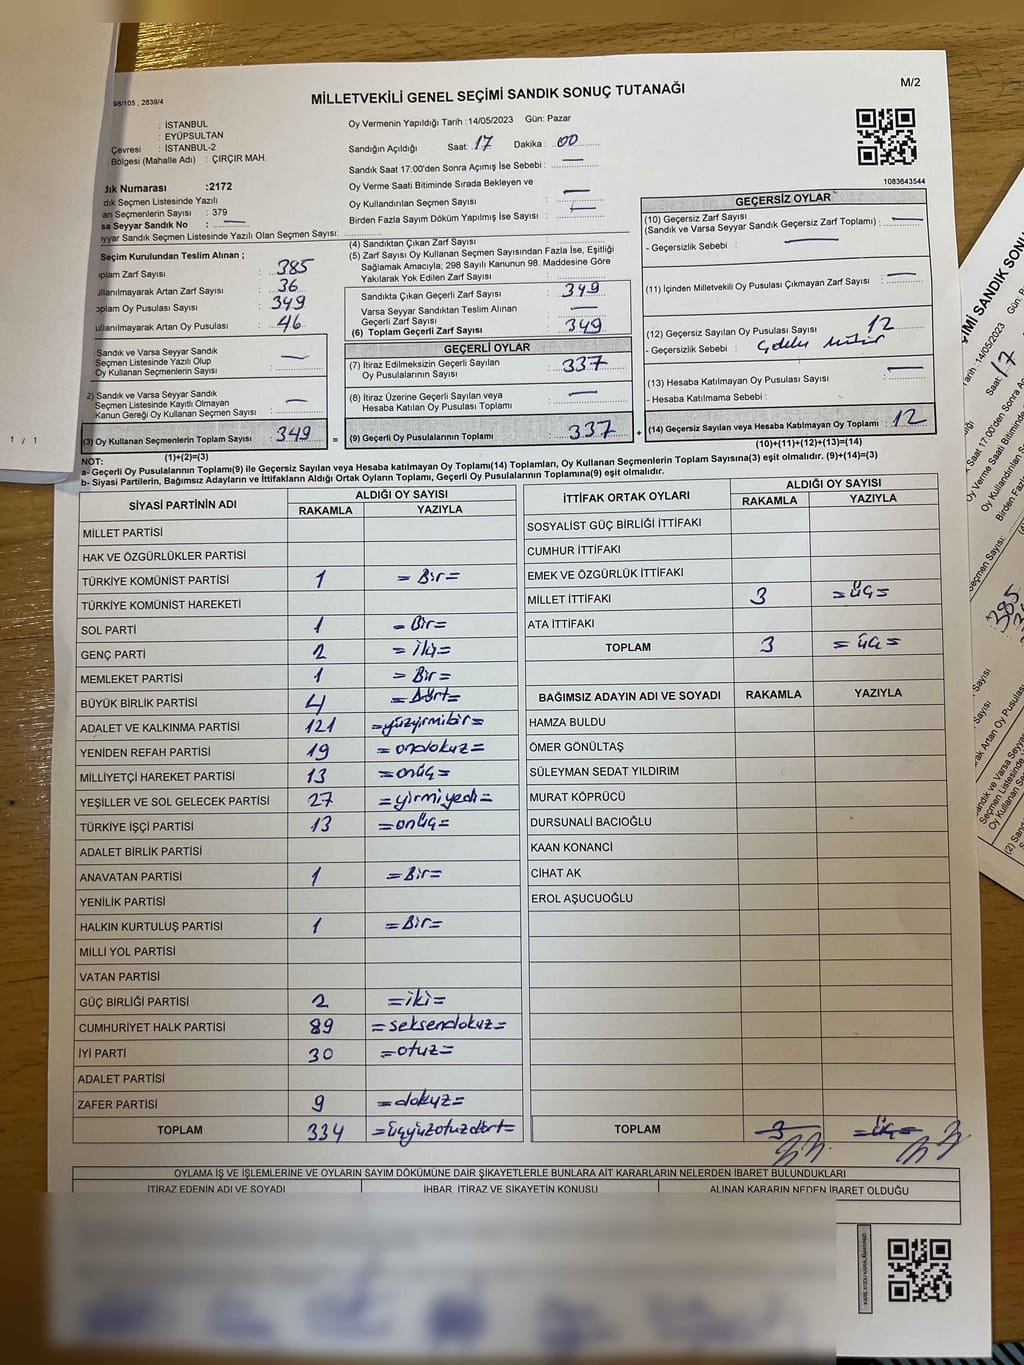 98/105 , 2839/4
MİLLETVEKİLİ GENEL SEÇİMİ SANDIK SONUÇ TUTANAĞI
M/2
: İSTANBUL
: EYÜPSULTAN
Çevresi : İSTANBUL-2
Bölgesi (Mahalle Adı) : ÇIRÇIR MAH.
Oy Vermenin Yapıldığı Tarih :14/05/2023 Gün: Pazar
Sandığın Açıldığı Saat: 17 Dakika : 00
Sandık Saat 17:00'den Sonra Açımış İse Sebebi : —
Oy Verme Saati Bitiminde Sırada Bekleyen ve
Oy Kullandırılan Seçmen Sayısı : —
Birden Fazla Sayım Döküm Yapılmış İse Sayısı : —
1083643544
dık Numarası :2172
dık Seçmen Listesinde Yazılı
an Seçmenlerin Sayısı : 379
sa Seyyar Sandık No : —
yyar Sandık Seçmen Listesinde Yazılı Olan Seçmen Sayısı:
Seçim Kurulundan Teslim Alınan ;
plam Zarf Sayısı : 385
ullanılmayarak Artan Zarf Sayısı : 36
oplam Oy Pusulası Sayısı : 349
ullanılmayarak Artan Oy Pusulası : 46
Sandık ve Varsa Seyyar Sandık
Seçmen Listesinde Yazılı Olup
Oy Kullanan Seçmenlerin Sayısı : —
2) Sandık ve Varsa Seyyar Sandık
Seçmen Listesinde Kayıtlı Olmayan
Kanun Gereği Oy Kullanan Seçmen Sayısı : —
(3) Oy Kullanan Seçmenlerin Toplam Sayısı : 349 =
(1)+(2)=(3)
(4) Sandıktan Çıkan Zarf Sayısı :
(5) Zarf Sayısı Oy Kullanan Seçmen Sayısından Fazla İse, Eşitliği
Sağlamak Amacıyla; 298 Sayılı Kanunun 98. Maddesine Göre
Yakılarak Yok Edilen Zarf Sayısı :
Sandıkta Çıkan Geçerli Zarf Sayısı : 349
Varsa Seyyar Sandıktan Teslim Alınan
Geçerli Zarf Sayısı : —
(6) Toplam Geçerli Zarf Sayısı : 349
GEÇERLİ OYLAR
(7) İtiraz Edilmeksizin Geçerli Sayılan
Oy Pusulalarının Sayısı : 337
(8) İtiraz Üzerine Geçerli Sayılan veya
Hesaba Katılan Oy Pusulası Toplamı : —
(9) Geçerli Oy Pusulalarının Toplamı : 337 +
GEÇERSİZ OYLAR
(10) Geçersiz Zarf Sayısı
(Sandık ve Varsa Seyyar Sandık Geçersiz Zarf Toplamı) : —
- Geçersizlik Sebebi : —
(11) İçinden Milletvekili Oy Pusulası Çıkmayan Zarf Sayısı : —
(12) Geçersiz Sayılan Oy Pusulası Sayısı : 12
- Geçersizlik Sebebi :
(13) Hesaba Katılmayan Oy Pusulası Sayısı : —
- Hesaba Katılmama Sebebi :
(14) Geçersiz Sayılan veya Hesaba Katılmayan Oy Toplamı : 12
(10)+(11)+(12)+(13)=(14)
1 / 1
NOT:
a- Geçerli Oy Pusulalarının Toplamı(9) ile Geçersiz Sayılan veya Hesaba katılmayan Oy Toplamı(14) Toplamları, Oy Kullanan Seçmenlerin Toplam Sayısına(3) eşit olmalıdır. (9)+(14)=(3)
b- Siyasi Partilerin, Bağımsız Adayların ve İttifakların Aldığı Ortak Oyların Toplamı, Geçerli Oy Pusulalarının Toplamına(9) eşit olmalıdır.
SİYASİ PARTİNİN ADI ALDIĞI OY SAYISI
RAKAMLA YAZIYLA
MİLLET PARTİSİ
HAK VE ÖZGÜRLÜKLER PARTİSİ
TÜRKİYE KOMÜNİST PARTİSİ 1 = Bir =
TÜRKİYE KOMÜNİST HAREKETİ
SOL PARTİ 1 = Bir =
GENÇ PARTİ 2 = iki =
MEMLEKET PARTİSİ 1 = Bir =
BÜYÜK BİRLİK PARTİSİ 4 = Dört =
ADALET VE KALKINMA PARTİSİ 121 =yüzyirmibir=
YENİDEN REFAH PARTİSİ 19 =ondokuz=
MİLLİYETÇİ HAREKET PARTİSİ 13 =onüç=
YEŞİLLER VE SOL GELECEK PARTİSİ 27 =yirmiyedi=
TÜRKİYE İŞÇİ PARTİSİ 13 =onüç=
ADALET BİRLİK PARTİSİ
ANAVATAN PARTİSİ 1 =Bir=
YENİLİK PARTİSİ
HALKIN KURTULUŞ PARTİSİ 1 =Bir=
MİLLİ YOL PARTİSİ
VATAN PARTİSİ
GÜÇ BİRLİĞİ PARTİSİ 2 =iki=
CUMHURİYET HALK PARTİSİ 89 =seksendokuz=
İYİ PARTİ 30 =otuz=
ADALET PARTİSİ
ZAFER PARTİSİ 9 =dokuz=
TOPLAM 334 =üçyüzotuzdört=
İTTİFAK ORTAK OYLARI ALDIĞI OY SAYISI
RAKAMLA YAZIYLA
SOSYALİST GÜÇ BİRLİĞİ İTTİFAKI
CUMHUR İTTİFAKI
EMEK VE ÖZGÜRLÜK İTTİFAKI
MİLLET İTTİFAKI 3 =üç=
ATA İTTİFAKI
TOPLAM 3 = üç =
BAĞIMSIZ ADAYIN ADI VE SOYADI RAKAMLA YAZIYLA
HAMZA BULDU
ÖMER GÖNÜLTAŞ
SÜLEYMAN SEDAT YILDIRIM
MURAT KÖPRÜCÜ
DURSUNALİ BACIOĞLU
KAAN KONANCİ
CİHAT AK
EROL AŞUCUOĞLU
TOPLAM 3 =üç=
OYLAMA İŞ VE İŞLEMLERİNE VE OYLARIN SAYIM DÖKÜMÜNE DAİR ŞİKAYETLERLE BUNLARA AİT KARARLARIN NELERDEN İBARET BULUNDUKLARI
İTİRAZ EDENİN ADI VE SOYADI İHBAR, İTİRAZ VE ŞİKAYETİN KONUSU ALINAN KARARIN NEDEN İBARET OLDUĞU